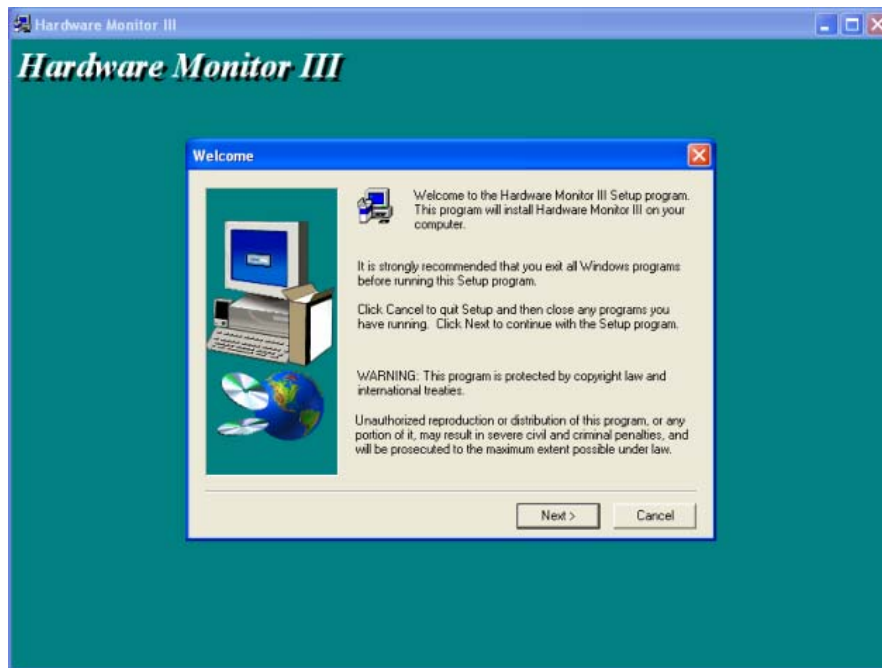 Hardware Monitor III
Hardware Monitor III
Welcome
Welcome to the Hardware Monitor III Setup program.
This program will install Hardware Monitor III on your
computer.
It is strongly recommended that you exit all Windows programs
before running this Setup program.
Click Cancel to quit Setup and then close any programs you
have running. Click Next to continue with the Setup program.
WARNING: This program is protected by copyright law and
international treaties.
Unauthorized reproduction or distribution of this program, or any
portion of it, may result in severe civil and criminal penalties, and
will be prosecuted to the maximum extent possible under law.
Next >
Cancel